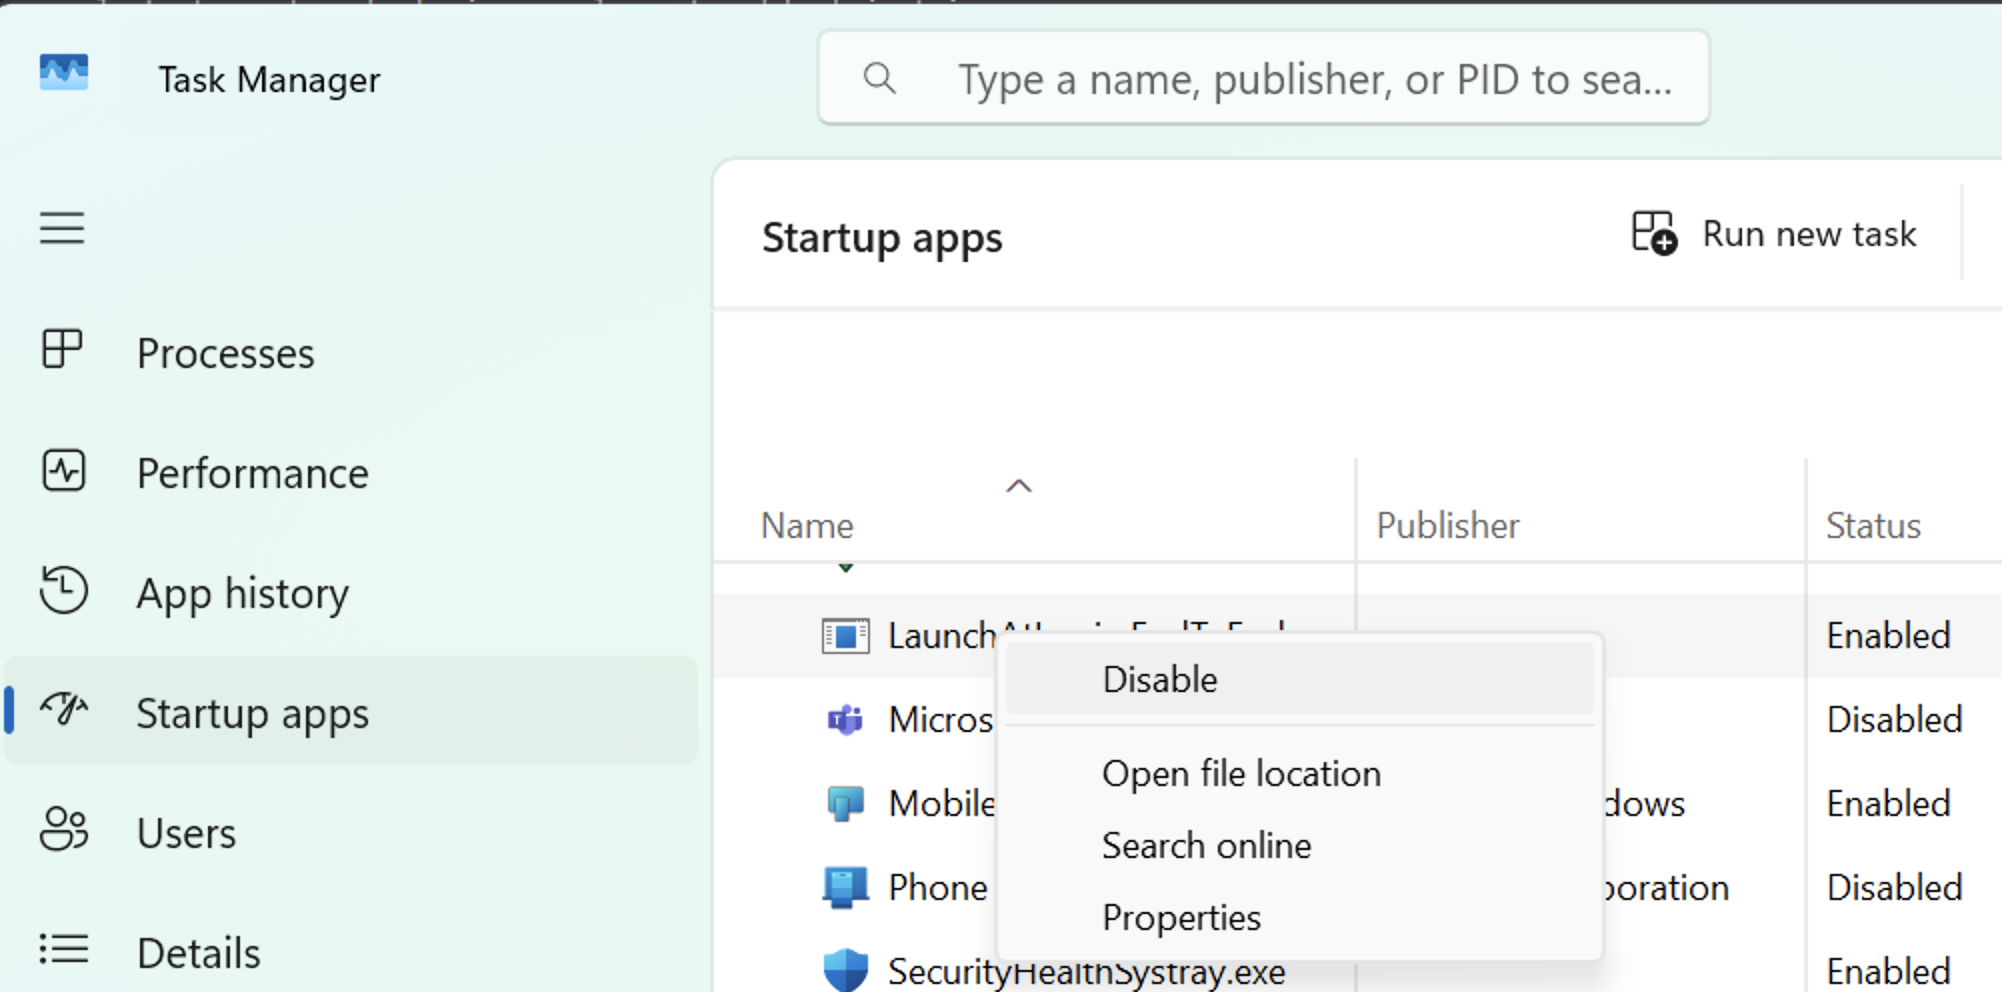 Task Manager
Type a name, publisher, or PID to sea...
Startup apps
Run new task
Processes
Performance
App history
Startup apps
Users
Details
Name
Publisher
Status
Enabled
Micros
Disabled
Mobile
dows
Enabled
Phone
poration
Disabled
SecurityHealthSystray.exe
Enabled
Disable
Open file location
Search online
Properties